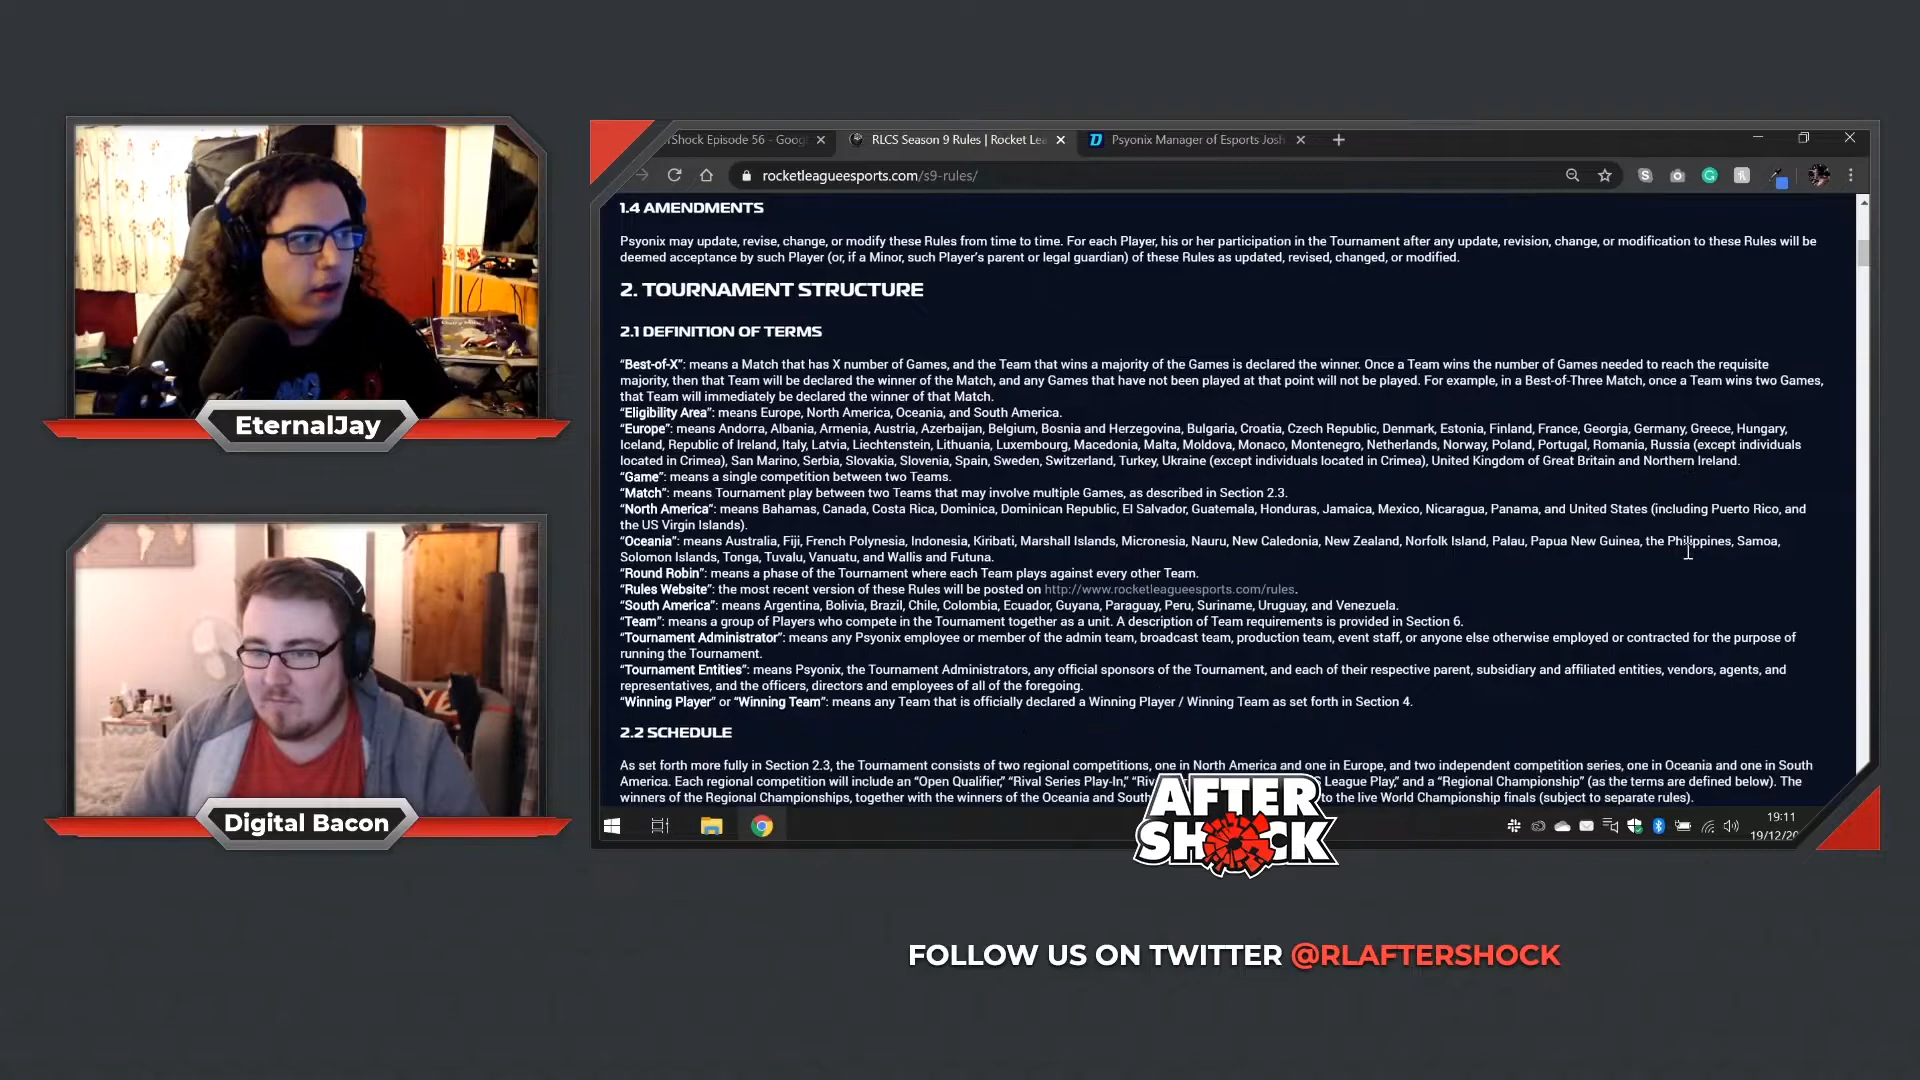 Shock Episode 56 - Goog
RLCS Season 9 Rules | Rocket Lea
Psyonix Manager of Esports Josh
rocketleagueesports.com/s9-rules/
1.4 AMENDMENTS
Psyonix may update, revise, change, or modify these Rules from time to time. For each Player, his or her participation in the Tournament after any update, revision, change, or modification to these Rules will be
deemed acceptance by such Player (or, if a Minor, such Player's parent or legal guardian) of these Rules as updated, revised, changed, or modified.
2. TOURNAMENT STRUCTURE
2.1 DEFINITION OF TERMS
“Best-of-X”: means a Match that has X number of Games, and the Team that wins a majority of the Games is declared the winner. Once a Team wins the number of Games needed to reach the requisite
majority, then that Team will be declared the winner of the Match, and any Games that have not been played at that point will not be played. For example, in a Best-of-Three Match, once a Team wins two Games,
that Team will immediately be declared the winner of that Match.
“Eligibility Area”: means Europe, North America, Oceania, and South America.
“Europe”: means Andorra, Albania, Armenia, Austria, Azerbaijan, Belgium, Bosnia and Herzegovina, Bulgaria, Croatia, Czech Republic, Denmark, Estonia, Finland, France, Georgia, Germany, Greece, Hungary,
Iceland, Republic of Ireland, Italy, Latvia, Liechtenstein, Lithuania, Luxembourg, Macedonia, Malta, Moldova, Monaco, Montenegro, Netherlands, Norway, Poland, Portugal, Romania, Russia (except individuals
located in Crimea), San Marino, Serbia, Slovakia, Slovenia, Spain, Sweden, Switzerland, Turkey, Ukraine (except individuals located in Crimea), United Kingdom of Great Britain and Northern Ireland.
“Game”: means a single competition between two Teams.
“Match”: means Tournament play between two Teams that may involve multiple Games, as described in Section 2.3.
“North America”: means Bahamas, Canada, Costa Rica, Dominica, Dominican Republic, El Salvador, Guatemala, Honduras, Jamaica, Mexico, Nicaragua, Panama, and United States (including Puerto Rico, and
the US Virgin Islands).
“Oceania”: means Australia, Fiji, French Polynesia, Indonesia, Kiribati, Marshall Islands, Micronesia, Nauru, New Caledonia, New Zealand, Norfolk Island, Palau, Papua New Guinea, the Philippines, Samoa,
Solomon Islands, Tonga, Tuvalu, Vanuatu, and Wallis and Futuna.
“Round Robin”: means a phase of the Tournament where each Team plays against every other Team.
“Rules Website”: the most recent version of these Rules will be posted on http://www.rocketleagueesports.com/rules.
“South America”: means Argentina, Bolivia, Brazil, Chile, Colombia, Ecuador, Guyana, Paraguay, Peru, Suriname, Uruguay, and Venezuela.
“Team”: means a group of Players who compete in the Tournament together as a unit. A description of Team requirements is provided in Section 6.
“Tournament Administrator”: means any Psyonix employee or member of the admin team, broadcast team, production team, event staff, or anyone else otherwise employed or contracted for the purpose of
running the Tournament.
“Tournament Entities”: means Psyonix, the Tournament Administrators, any official sponsors of the Tournament, and each of their respective parent, subsidiary and affiliated entities, vendors, agents, and
representatives, and the officers, directors and employees of all of the foregoing.
“Winning Player” or “Winning Team”: means any Team that is officially declared a Winning Player / Winning Team as set forth in Section 4.
2.2 SCHEDULE
As set forth more fully in Section 2.3, the Tournament consists of two regional competitions, one in North America and one in Europe, and two independent competition series, one in Oceania and one in South
America. Each regional competition will include an “Open Qualifier,” “Rival Series Play-In,” League Play,” and a “Regional Championship” (as the terms are defined below). The
winners of the Regional Championships, together with the winners of the Oceania and South to the live World Championship finals (subject to separate rules).
19:11
19/12/20
EternalJay
Digital Bacon
AFTER
SHOCK
FOLLOW US ON TWITTER @RLAFTERSHOCK